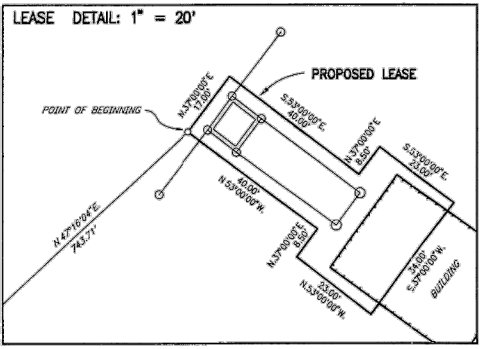 LEASE DETAIL: 1" = 20'
PROPOSED LEASE
POINT OF BEGINNING
N.37°00'00"E.
17.00'
S.53°00'00"E.
40.00'
N.37°00'00"E.
8.50'
S.53°00'00"E.
23.00'
40.00'
N.53°00'00"W.
N.47°16'04"E.
743.71'
N.37°00'00"E.
8.50'
23.00'
N.53°00'00"W.
34.00'
S.37°00'00"W.
BUILDING